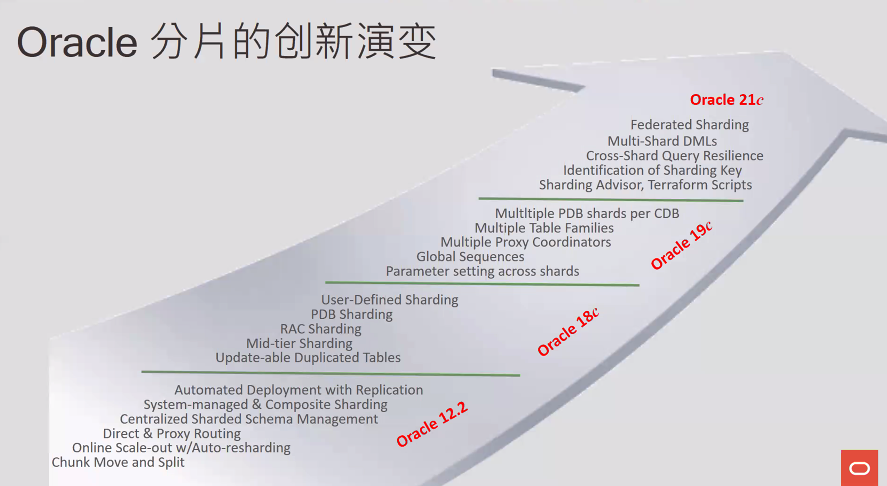 Oracle 分片的创新演变
Oracle 21c
Federated Sharding
Multi-Shard DMLs
Cross-Shard Query Resilience
Identification of Sharding Key
Sharding Advisor, Terraform Scripts
Multltiple PDB shards per CDB
Multiple Table Families
Multiple Proxy Coordinators
Global Sequences
Parameter setting across shards
Oracle 19c
User-Defined Sharding
PDB Sharding
RAC Sharding
Mid-tier Sharding
Update-able Duplicated Tables
Oracle 18c
Automated Deployment with Replication
System-managed & Composite Sharding
Centralized Sharded Schema Management
Direct & Proxy Routing
Online Scale-out w/Auto-resharding
Chunk Move and Split
Oracle 12.2